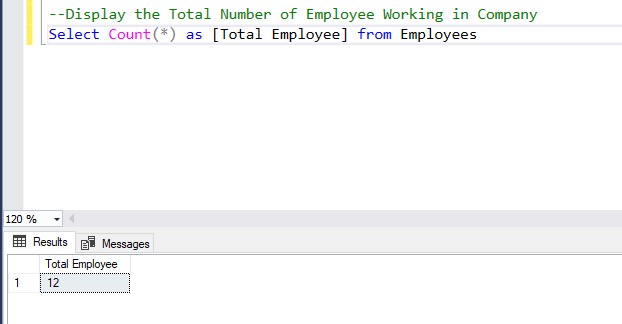 --Display the Total Number of Employee Working in Company
Select Count(*) as [Total Employee] from Employees
120 %
Results Messages
Total Employee
1 12